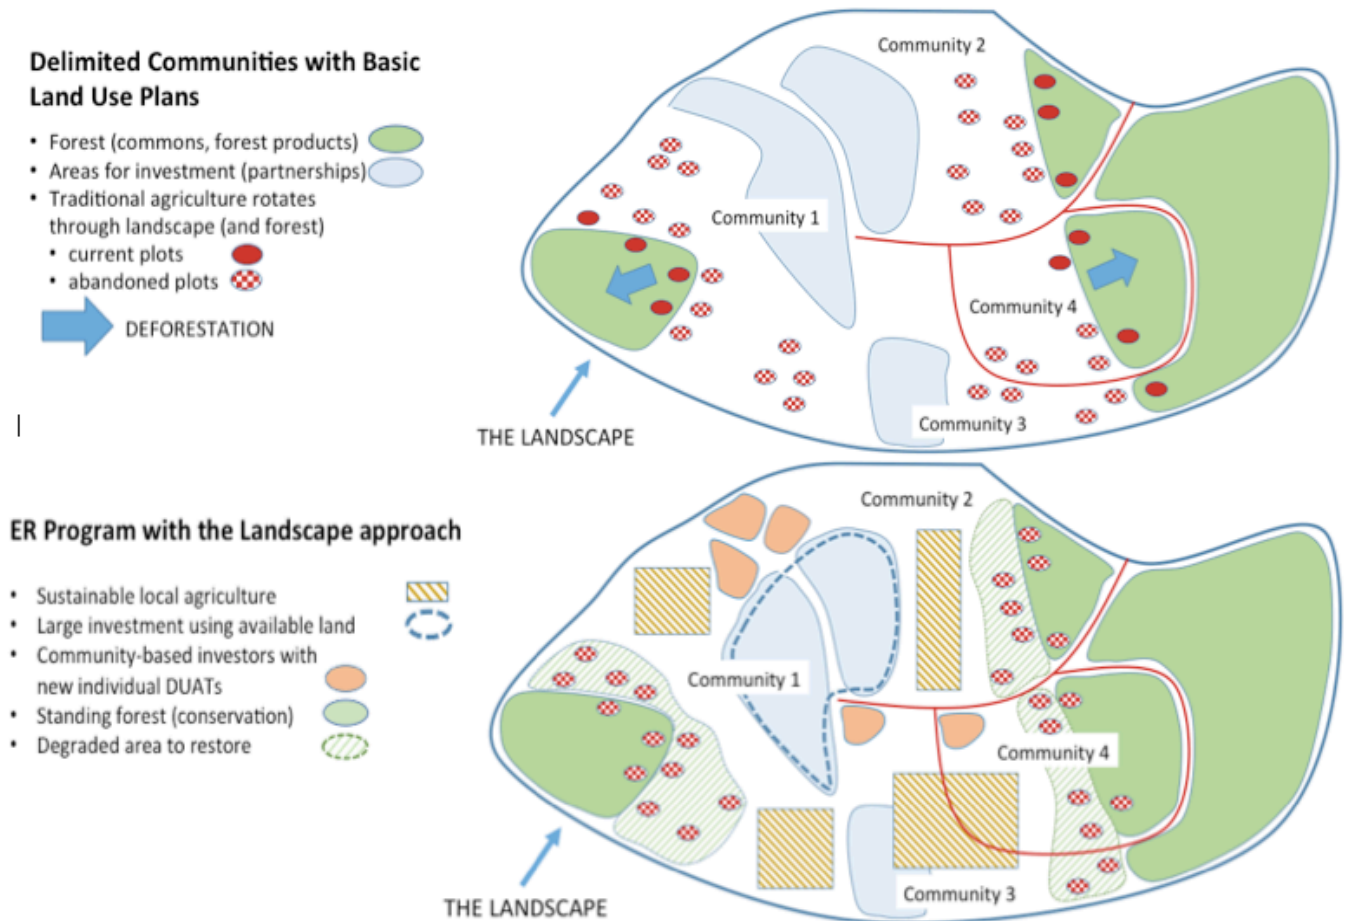 Delimited Communities with Basic
Land Use Plans
• Forest (commons, forest products)
• Areas for investment (partnerships)
• Traditional agriculture rotates
through landscape (and forest)
• current plots
• abandoned plots
DEFORESTATION
Community 2
Community 1
Community 4
Community 3
THE LANDSCAPE
ER Program with the Landscape approach
• Sustainable local agriculture
• Large investment using available land
• Community-based investors with
new individual DUATs
• Standing forest (conservation)
• Degraded area to restore
Community 2
Community 1
Community 4
Community 3
THE LANDSCAPE